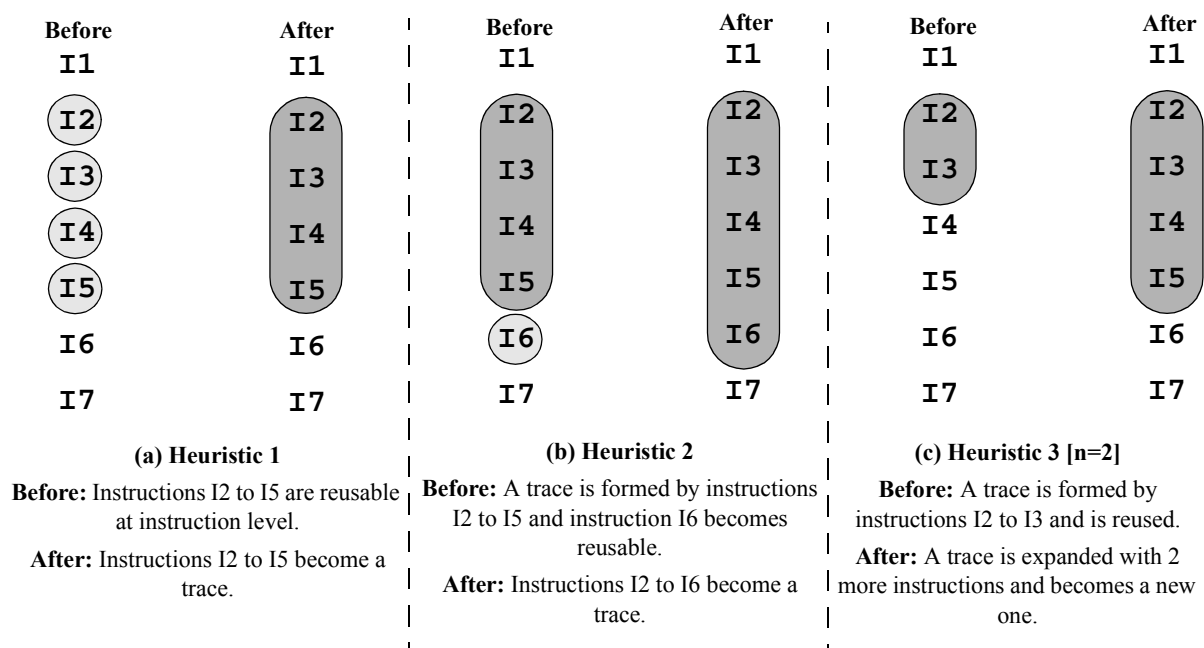 Before After
I1 I1
I2 I2
I3 I3
I4 I4
I5 I5
I6 I6
I7 I7
(a) Heuristic 1
Before: Instructions I2 to I5 are reusable
at instruction level.
After: Instructions I2 to I5 become a
trace.
Before After
I1 I1
I2 I2
I3 I3
I4 I4
I5 I5
I6 I6
I7 I7
(b) Heuristic 2
Before: A trace is formed by instructions
I2 to I5 and instruction I6 becomes
reusable.
After: Instructions I2 to I6 become a
trace.
Before After
I1 I1
I2 I2
I3 I3
I4 I4
I5 I5
I6 I6
I7 I7
(c) Heuristic 3 [n=2]
Before: A trace is formed by
instructions I2 to I3 and is reused.
After: A trace is expanded with 2
more instructions and becomes a new
one.